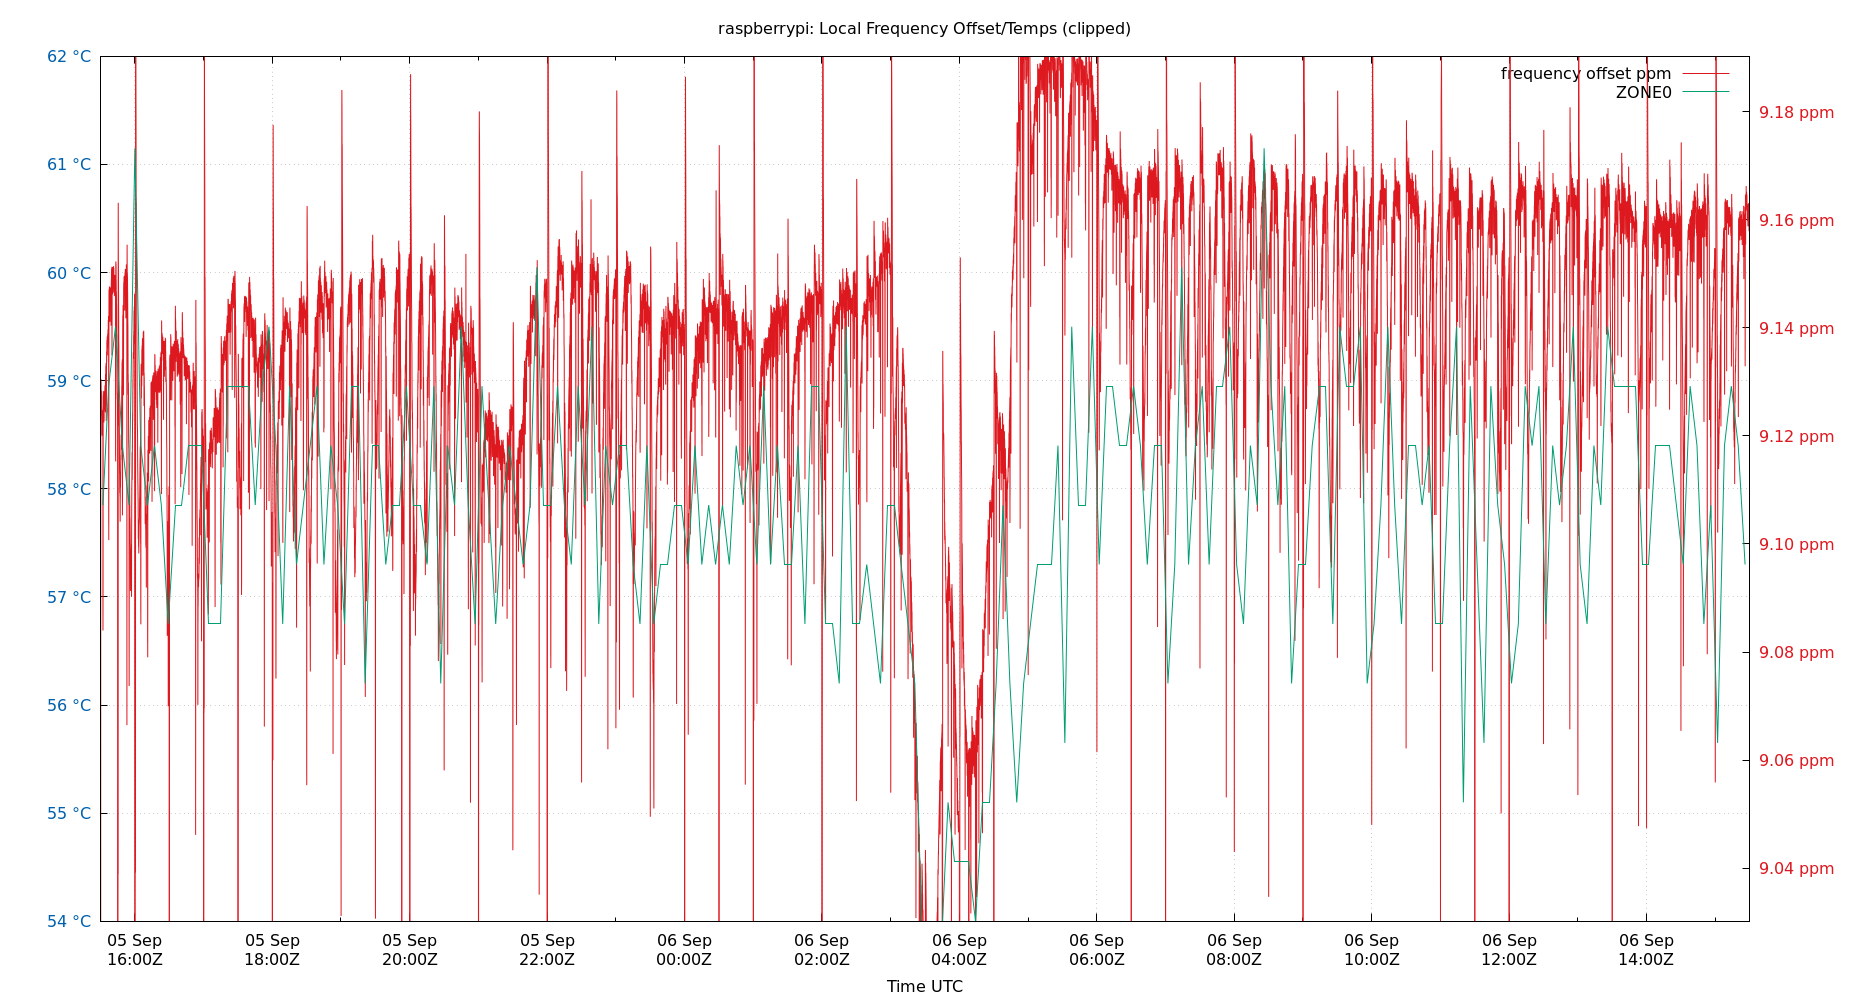 raspberrypi: Local Frequency Offset/Temps (clipped)
frequency offset ppm
ZONE0
62 °C
61 °C
60 °C
59 °C
58 °C
57 °C
56 °C
55 °C
54 °C
9.18 ppm
9.16 ppm
9.14 ppm
9.12 ppm
9.10 ppm
9.08 ppm
9.06 ppm
9.04 ppm
05 Sep 05 Sep 05 Sep 05 Sep 06 Sep 06 Sep 06 Sep 06 Sep 06 Sep 06 Sep 06 Sep 06 Sep
16:00Z 18:00Z 20:00Z 22:00Z 00:00Z 02:00Z 04:00Z 06:00Z 08:00Z 10:00Z 12:00Z 14:00Z
Time UTC